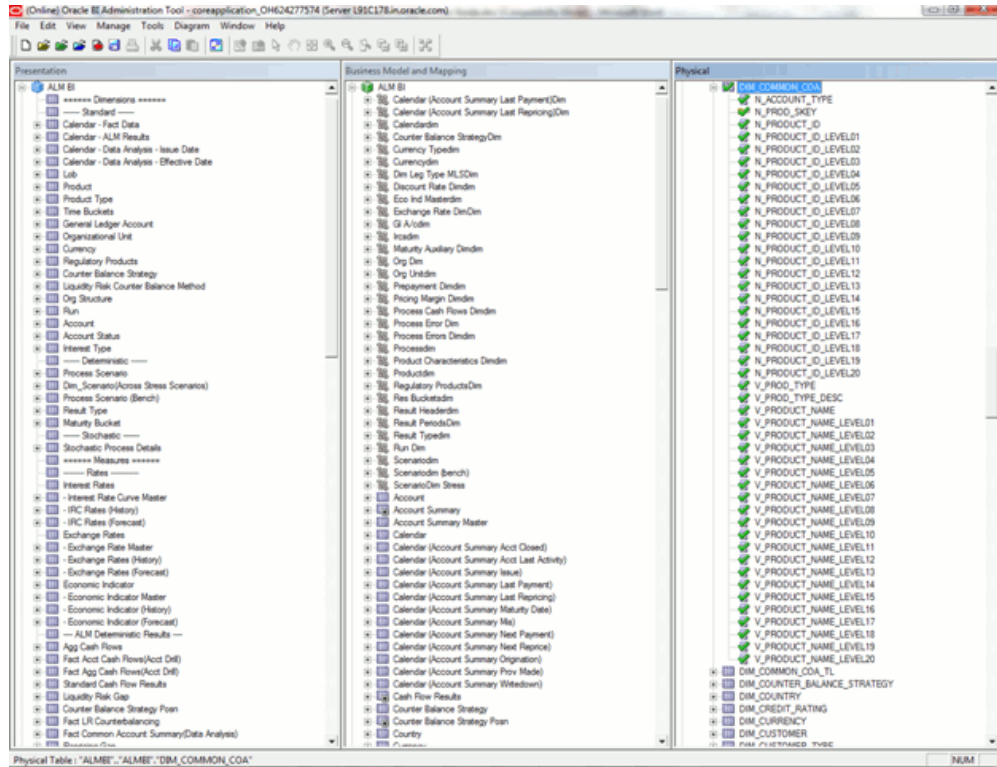 (Online) Oracle BI Administration Tool - coreapplication_OH624277574 (Server L91C178.in.oracle.com)
File Edit View Manage Tools Diagram Window Help
Presentation
ALM BI
====== Dimensions ======
----- Standard -----
Calendar - Fact Data
Calendar - ALM Results
Calendar - Data Analysis - Issue Date
Calendar - Data Analysis - Effective Date
Lob
Product
Product Type
Time Buckets
General Ledger Account
Organizational Unit
Currency
Regulatory Products
Counter Balance Strategy
Liquidity Risk Counter Balance Method
Org Structure
Run
Account
Account Status
Interest Type
----- Deterministic -----
Process Scenario
Dim_Scenario(Across Stress Scenarios)
Process Scenario (Bench)
Result Type
Maturity Bucket
----- Stochastic -----
Stochastic Process Details
====== Measures ======
------- Rates ---------
Interest Rates
- Interest Rate Curve Master
- IRC Rates (History)
- IRC Rates (Forecast)
Exchange Rates
- Exchange Rate Master
- Exchange Rates (History)
- Exchange Rates (Forecast)
Economic Indicator
- Economic Indicator Master
- Economic Indicator (History)
- Economic Indicator (Forecast)
--- ALM Deterministic Results ---
Agg Cash Flows
Fact Acct Cash Flows(Acct Drill)
Fact Agg Cash Flows(Acct Drill)
Standard Cash Flow Results
Liquidity Risk Gap
Counter Balance Strategy Posn
Fact LR Counterbalancing
Fact Common Account Summary(Data Analysis)
Business Model and Mapping
ALM BI
Calendar (Account Summary Last Payment)Dim
Calendar (Account Summary Last Repricing)Dim
Calendardim
Counter Balance StrategyDim
Currency Typedim
Currencydim
Dim Leg Type MLSDim
Discount Rate Dimdim
Eco Ind Masterdim
Exchange Rate DimDim
Gl A/cdim
Ircsdim
Maturity Auxiliary Dimdim
Org Dim
Org Unitdim
Prepayment Dimdim
Pricing Margin Dimdim
Process Cash Flows Dimdim
Process Error Dim
Process Errors Dimdim
Processdim
Product Characteristics Dimdim
Productdim
Regulatory ProductsDim
Res Bucketsdim
Result Headerdim
Result PeriodsDim
Result Typedim
Run Dim
Scenariodim
Scenariodim (bench)
ScenarioDim Stress
Account
Account Summary
Account Summary Master
Calendar
Calendar (Account Summary Acct Closed)
Calendar (Account Summary Acct Last Activity)
Calendar (Account Summary Issue)
Calendar (Account Summary Last Payment)
Calendar (Account Summary Last Repricing)
Calendar (Account Summary Maturity Date)
Calendar (Account Summary Mis)
Calendar (Account Summary Next Payment)
Calendar (Account Summary Next Reprice)
Calendar (Account Summary Origination)
Calendar (Account Summary Prov Made)
Calendar (Account Summary Writedown)
Cash Flow Results
Counter Balance Strategy
Counter Balance Strategy Posn
Country
Currency
Physical
DIM_COMMON_COA
N_ACCOUNT_TYPE
N_PROD_SKEY
N_PRODUCT_ID
N_PRODUCT_ID_LEVEL01
N_PRODUCT_ID_LEVEL02
N_PRODUCT_ID_LEVEL03
N_PRODUCT_ID_LEVEL04
N_PRODUCT_ID_LEVEL05
N_PRODUCT_ID_LEVEL06
N_PRODUCT_ID_LEVEL07
N_PRODUCT_ID_LEVEL08
N_PRODUCT_ID_LEVEL09
N_PRODUCT_ID_LEVEL10
N_PRODUCT_ID_LEVEL11
N_PRODUCT_ID_LEVEL12
N_PRODUCT_ID_LEVEL13
N_PRODUCT_ID_LEVEL14
N_PRODUCT_ID_LEVEL15
N_PRODUCT_ID_LEVEL16
N_PRODUCT_ID_LEVEL17
N_PRODUCT_ID_LEVEL18
N_PRODUCT_ID_LEVEL19
N_PRODUCT_ID_LEVEL20
V_PROD_TYPE
V_PROD_TYPE_DESC
V_PRODUCT_NAME
V_PRODUCT_NAME_LEVEL01
V_PRODUCT_NAME_LEVEL02
V_PRODUCT_NAME_LEVEL03
V_PRODUCT_NAME_LEVEL04
V_PRODUCT_NAME_LEVEL05
V_PRODUCT_NAME_LEVEL06
V_PRODUCT_NAME_LEVEL07
V_PRODUCT_NAME_LEVEL08
V_PRODUCT_NAME_LEVEL09
V_PRODUCT_NAME_LEVEL10
V_PRODUCT_NAME_LEVEL11
V_PRODUCT_NAME_LEVEL12
V_PRODUCT_NAME_LEVEL13
V_PRODUCT_NAME_LEVEL14
V_PRODUCT_NAME_LEVEL15
V_PRODUCT_NAME_LEVEL16
V_PRODUCT_NAME_LEVEL17
V_PRODUCT_NAME_LEVEL18
V_PRODUCT_NAME_LEVEL19
V_PRODUCT_NAME_LEVEL20
DIM_COMMON_COA_TL
DIM_COUNTER_BALANCE_STRATEGY
DIM_COUNTRY
DIM_CREDIT_RATING
DIM_CURRENCY
DIM_CUSTOMER
DIM_CUSTOMER_TYPE
Physical Table : "ALMBI".."ALMBI"."DIM_COMMON_COA"
NUM